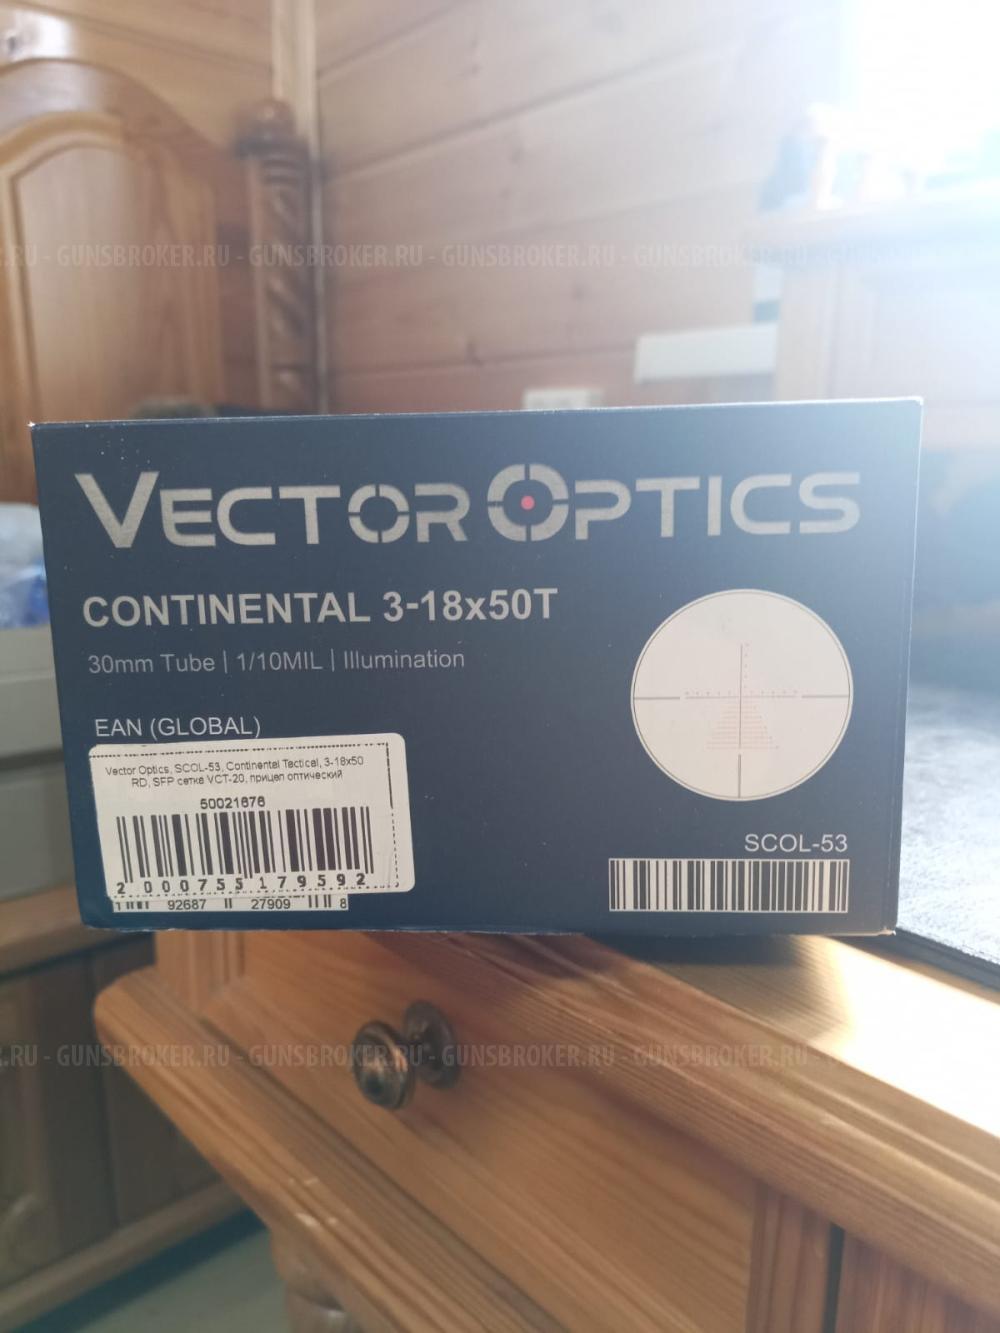 .RU - GUNSBROKER.RU - GUNSBROKER.RU - GUNSBROKER.RU - GUNSBROKER.RU
VECTOR OPTICS
CONTINENTAL 3-18x50T
30mm Tube | 1/10MIL | Illumination
EAN (GLOBAL)
Vector Optics, SCOL-53, Continental Tactical, 3-18x50
RD, SFP сетка VCT-20, прицел оптический
50021676
2 000755 179592
1 92687 27909 8
SCOL-53
.RU - GUNSBROKER.RU - GUNSBROKER.RU - GUNSBROKER.RU - GUNSBROKER.RU